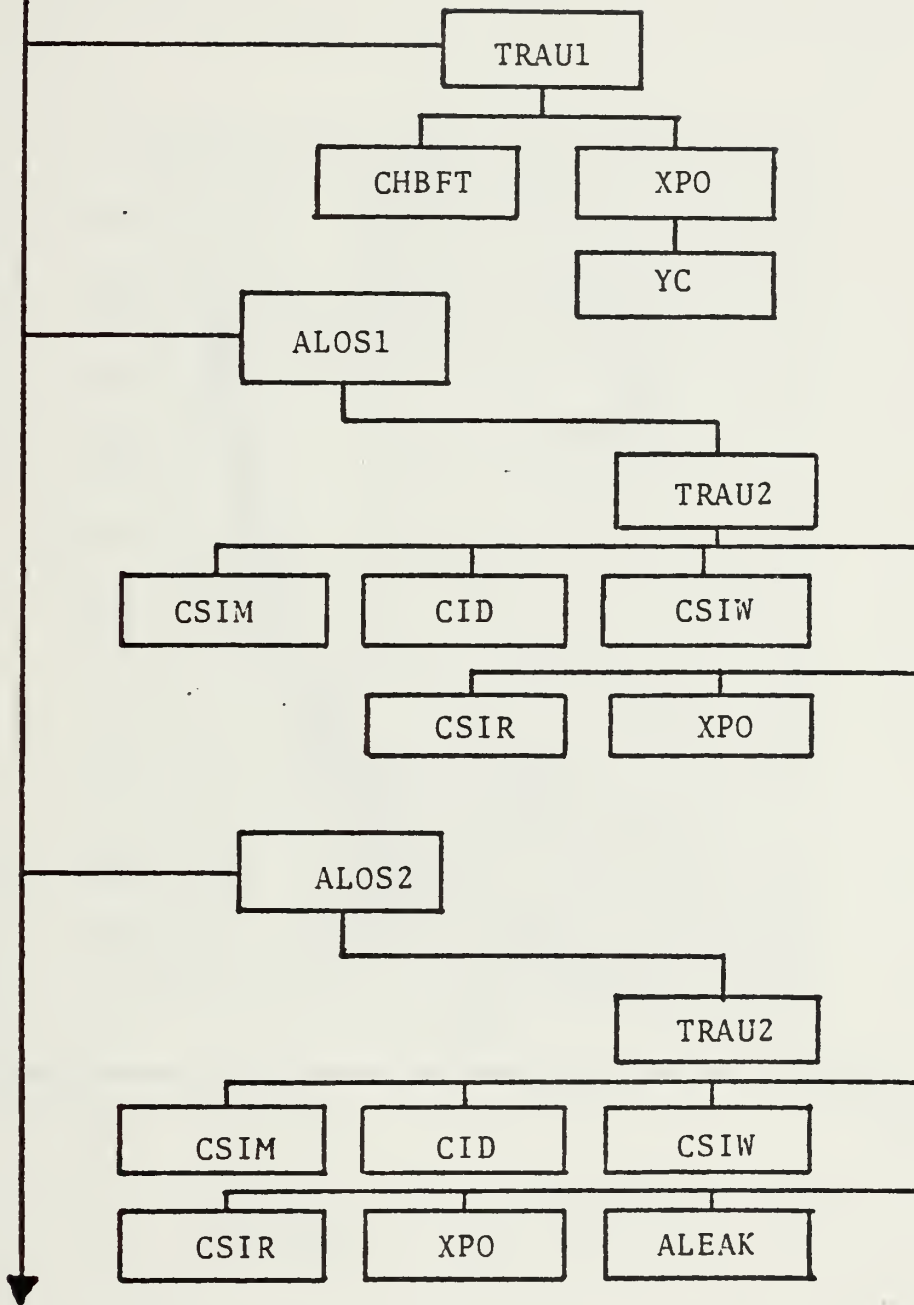 TRAU1
CHBFT XPO
YC
ALOS1
TRAU2
CSIM CID CSIW
CSIR XPO
ALOS2
TRAU2
CSIM CID CSIW
CSIR XPO ALEAK